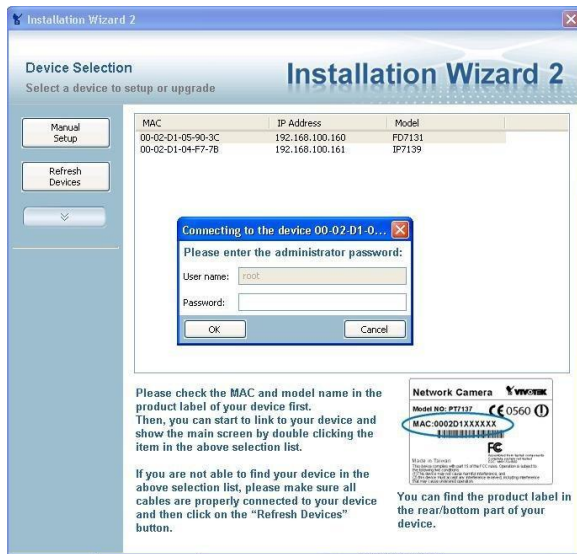 Installation Wizard 2
Device Selection
Select a device to setup or upgrade
Installation Wizard 2
Manual
Setup
Refresh
Devices
MAC IP Address Model
00-02-D1-05-90-3C 192.168.100.160 FD7131
00-02-D1-04-F7-7B 192.168.100.161 IP7139
Connecting to the device 00-02-D1-0...
Please enter the administrator password:
User name: root
Password:
OK Cancel
Please check the MAC and model name in the
product label of your device first.
Then, you can start to link to your device and
show the main screen by double clicking the
item in the above selection list.
If you are not able to find your device in the
above selection list, please make sure all
cables are properly connected to your device
and then click on the “Refresh Devices”
button.
Network Camera VIVOTEK
Model NO: PT7137 CE 0560
MAC:0002D1XXXXXX
FC
Made in Taiwan
You can find the product label in
the rear/bottom part of your
device.